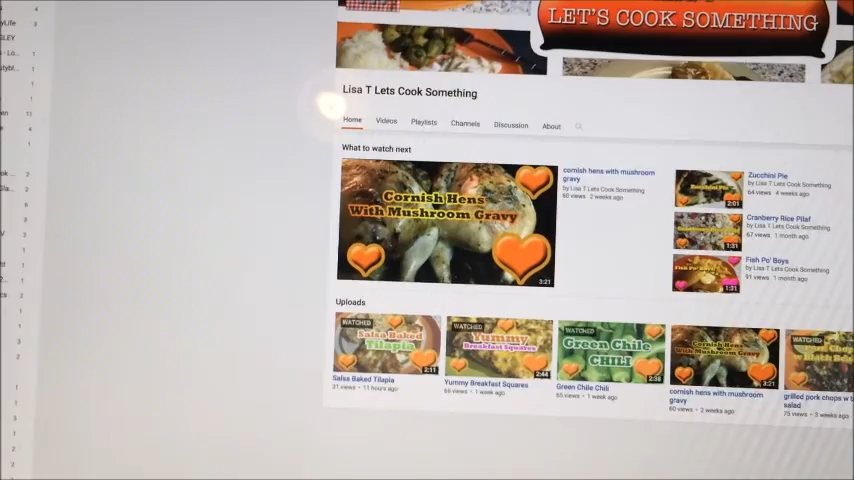 LET'S COOK SOMETHING
Lisa T Lets Cook Something
Home Videos Playlists Channels Discussion About
What to watch next
Cornish Hens
With Mushroom Gravy
3:21
cornish hens with mushroom
gravy
by Lisa T Lets Cook Something
60 views 2 weeks ago
Zucchini Pie
2:01
Zucchini Pie
by Lisa T Lets Cook Something
64 views 4 weeks ago
1:31
Cranberry Rice Pilaf
by Lisa T Lets Cook Something
67 views 1 month ago
Fish Po' Boys
1:31
Fish Po' Boys
by Lisa T Lets Cook Something
91 views 1 month ago
Uploads
WATCHED
Salsa Baked
Tilapia
2:11
Salsa Baked Tilapia
31 views • 11 hours ago
WATCHED
Yummy
Breakfast Squares
2:44
Yummy Breakfast Squares
66 views • 1 week ago
WATCHED
Green Chile
CHILI
2:38
Green Chile Chili
65 views • 1 week ago
Cornish Hens
With Mushroom Gravy
3:21
cornish hens with mushroom
gravy
60 views • 2 weeks ago
WATCHED
grilled pork chops w b
salad
75 views • 3 weeks ago